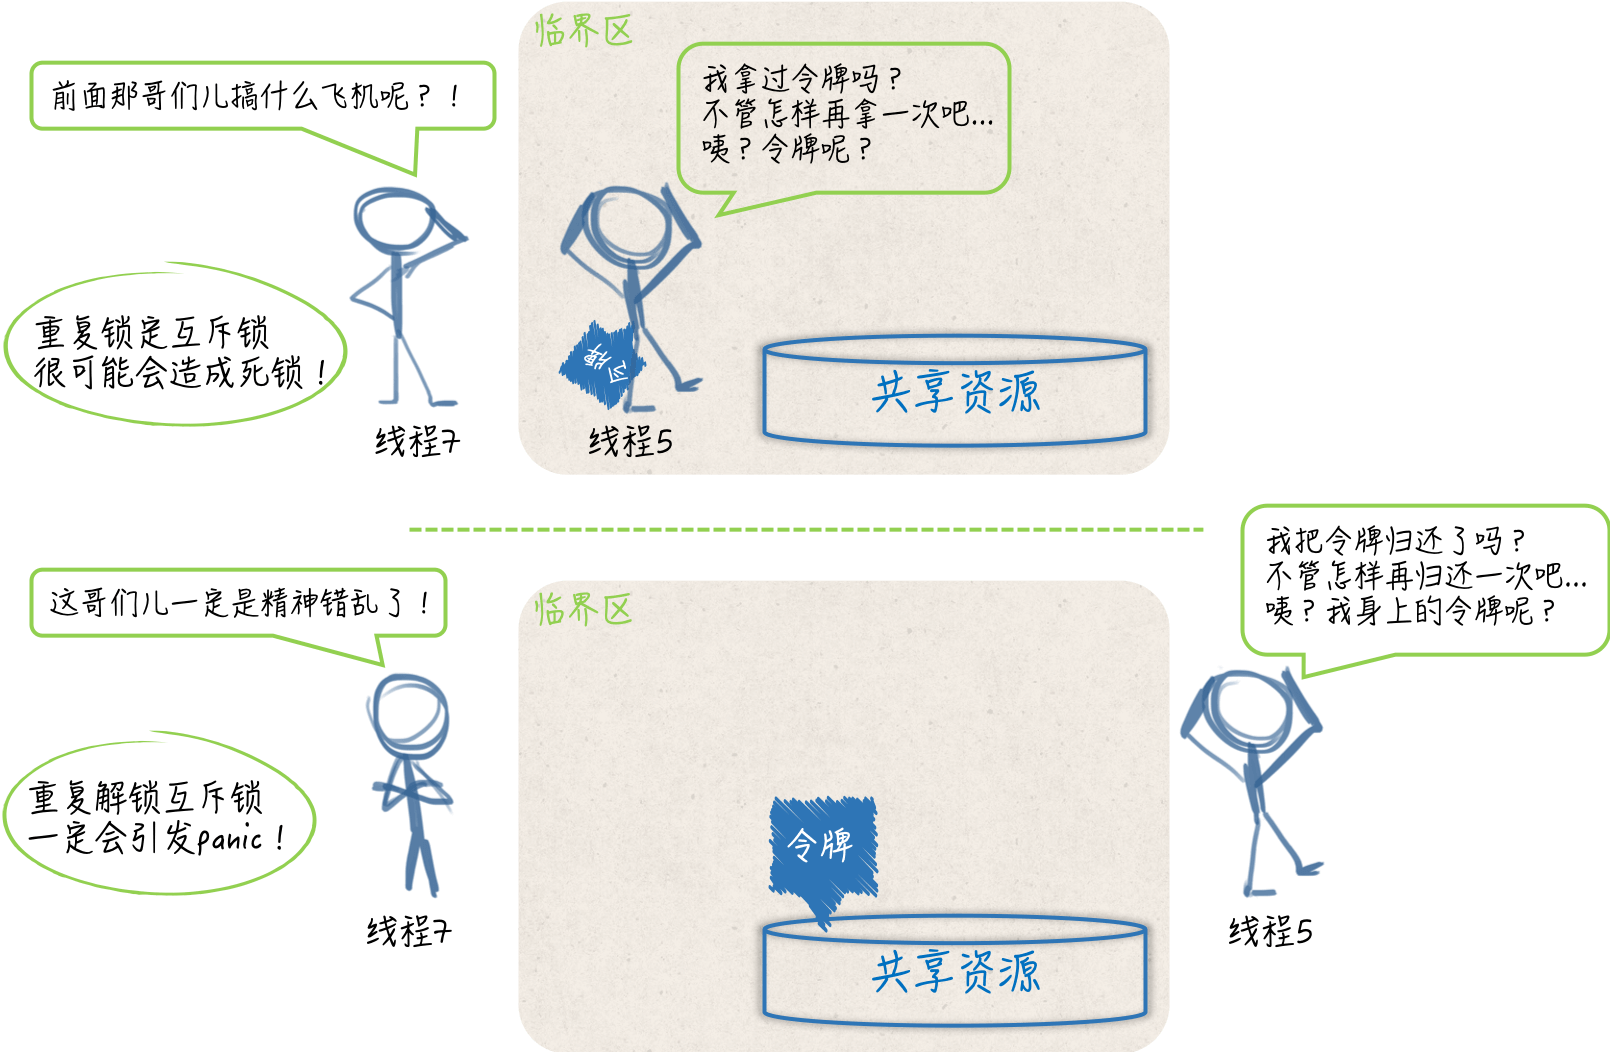 临界区
前面那哥们儿搞什么飞机呢？！
我拿过令牌吗？
不管怎样再拿一次吧...
咦？令牌呢？
重复锁定互斥锁
很可能会造成死锁！
令牌
共享资源
线程7
线程5
我把令牌归还了吗？
不管怎样再归还一次吧...
咦？我身上的令牌呢？
这哥们儿一定是精神错乱了！
临界区
重复解锁互斥锁
一定会引发panic！
令牌
共享资源
线程7
线程5